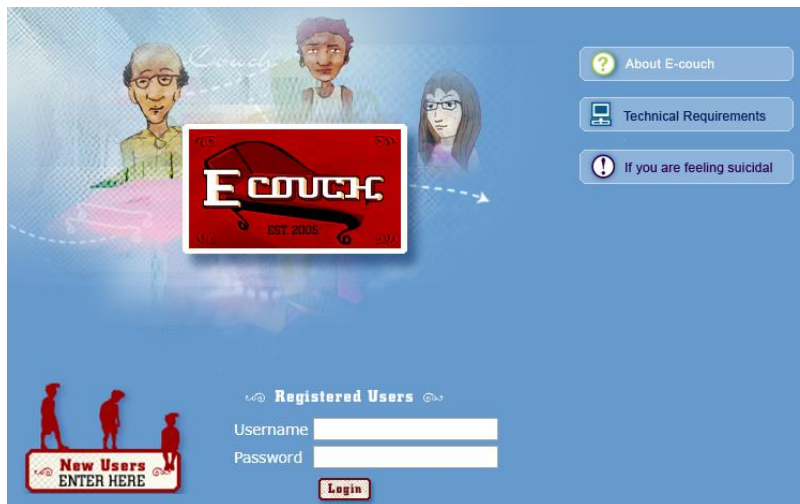 Couch
E COUCH
EST. 2005
About E-couch
Technical Requirements
If you are feeling suicidal
Registered Users
Username
Password
Login
New Users
ENTER HERE